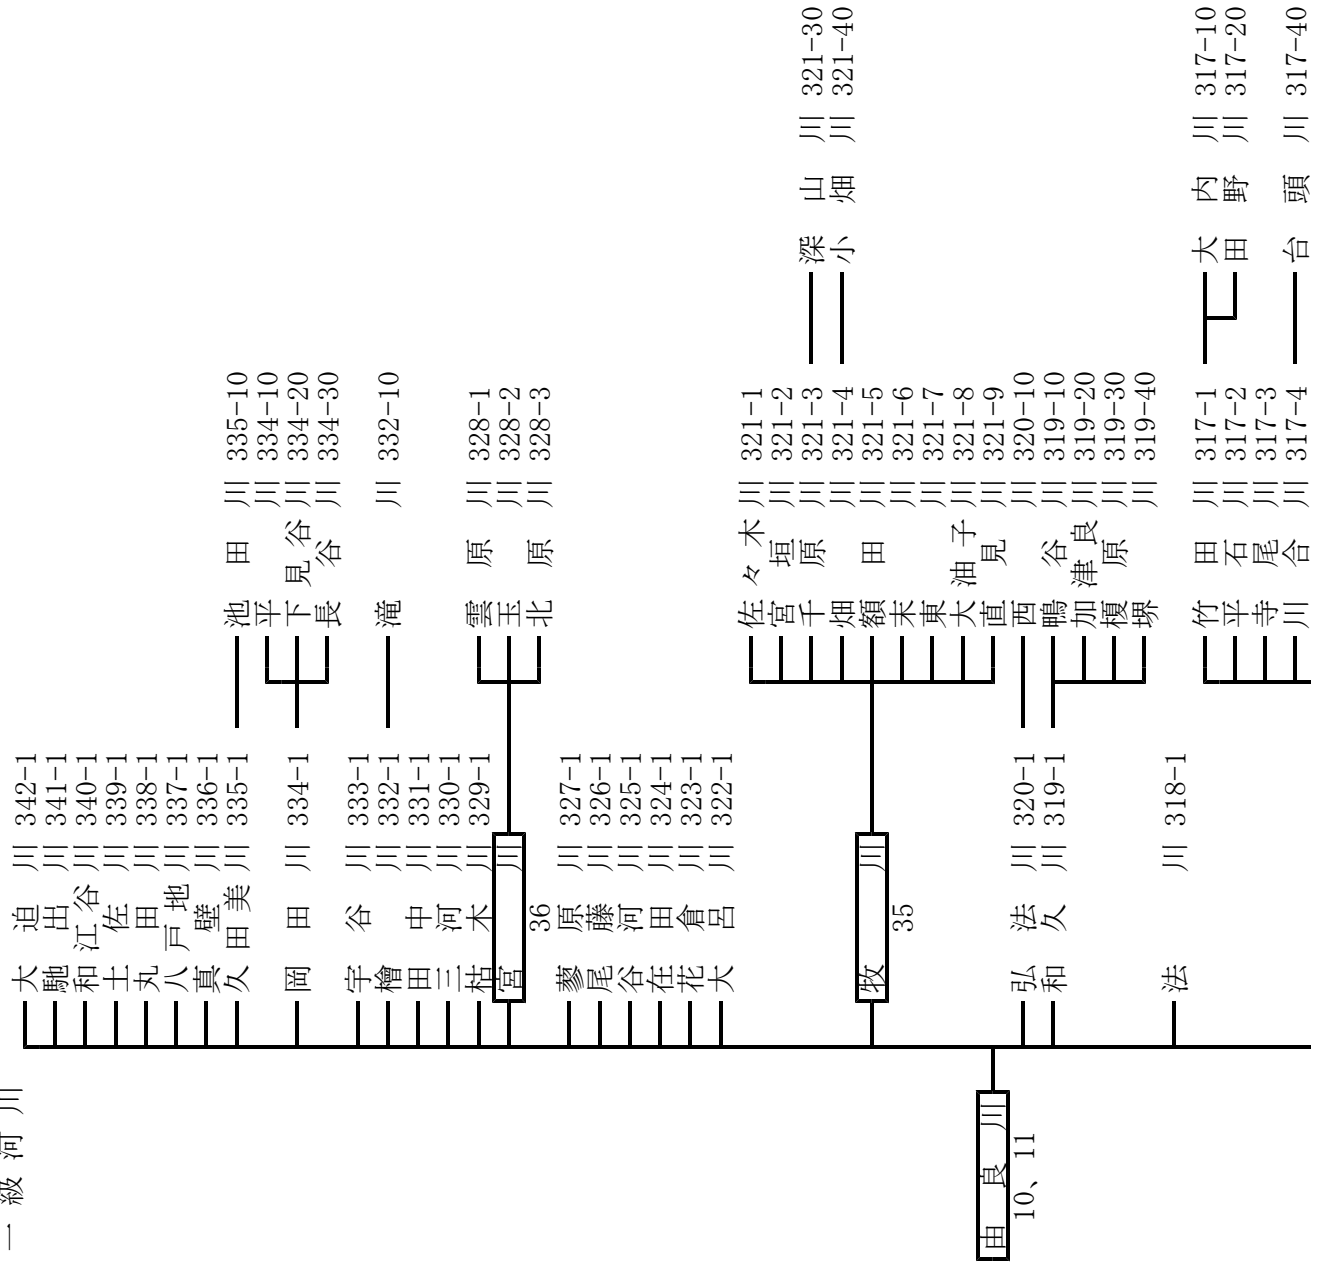 一級河川
大迫川 342-1
馳出川 341-1
和江谷川 340-1
土佐川 339-1
丸田川 338-1
八戸地川 337-1
真壁川 336-1
久田美川 335-1 池田川 335-10
平川 334-10
岡田川 334-1 下見谷川 334-20
長谷川 334-30
宇谷川 333-1
檜川 332-1 滝川 332-10
田中川 331-1
三河川 330-1
枯木川 329-1 雲原川 328-1
宮川 玉川 328-2
36 北原川 328-3
蓼原川 327-1
尾藤川 326-1
谷河川 325-1
在田川 324-1
花倉川 323-1
大呂川 322-1
佐々木川 321-1
宮垣川 321-2
千原川 321-3 深山川 321-30
畑川 321-4 小畑川 321-40
牧川 額田川 321-5
35 末川 321-6
東川 321-7
大油子川 321-8
由良川 直見川 321-9
10、11 弘法川 320-1 西川 320-10
和久川 319-1 鴨谷川 319-10
加津良川 319-20
榎原川 319-30
堺川 319-40
法川 318-1
竹田川 317-1 大内川 317-10
平石川 317-2 田野川 317-20
寺尾川 317-3
川合川 317-4 台頭川 317-40